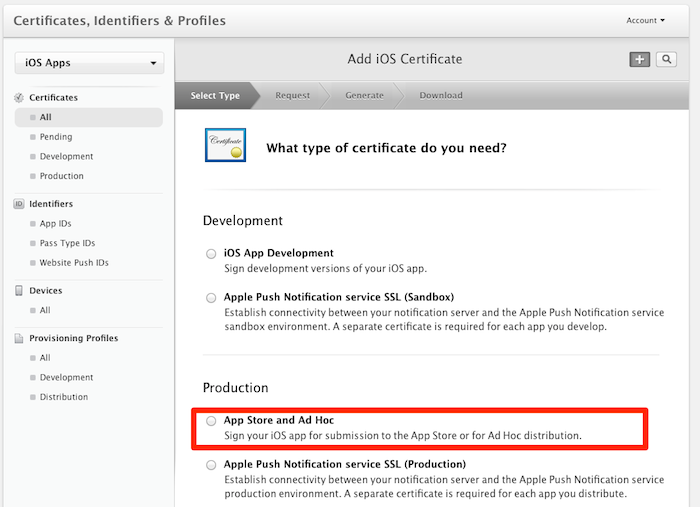 Certificates, Identifiers & Profiles
Account
iOS Apps
Add iOS Certificate
Select Type
Request
Generate
Download
Certificates
All
Pending
Development
Production
ID
Identifiers
App IDs
Pass Type IDs
Website Push IDs
Devices
All
Provisioning Profiles
All
Development
Distribution
Certificate
What type of certificate do you need?
Development
iOS App Development
Sign development versions of your iOS app.
Apple Push Notification service SSL (Sandbox)
Establish connectivity between your notification server and the Apple Push Notification service
sandbox environment. A separate certificate is required for each app you develop.
Production
App Store and Ad Hoc
Sign your iOS app for submission to the App Store or for Ad Hoc distribution.
Apple Push Notification service SSL (Production)
Establish connectivity between your notification server and the Apple Push Notification service
production environment. A separate certificate is required for each app you distribute.